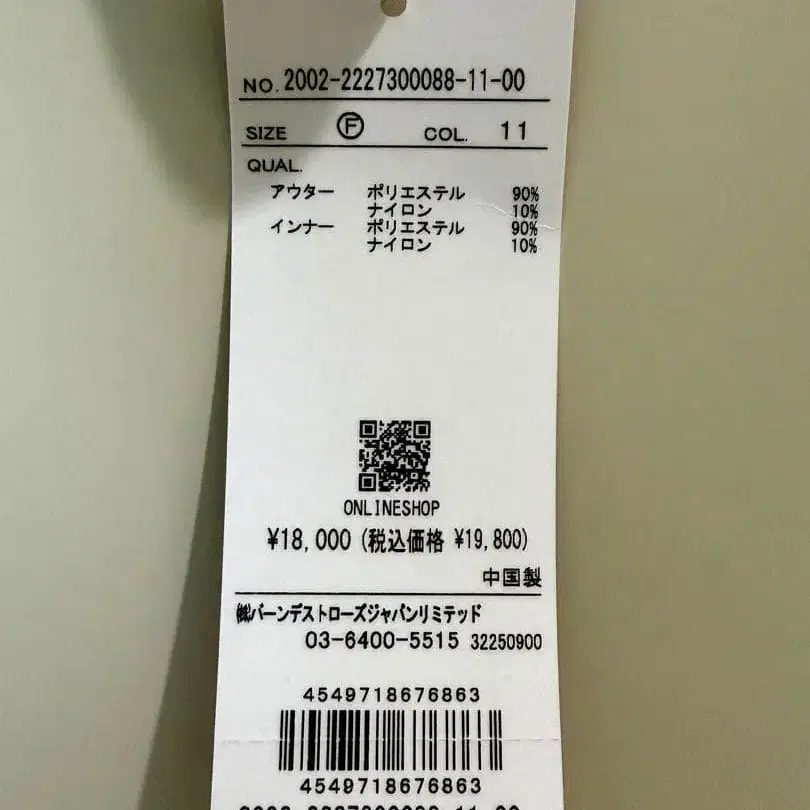 NO. 2002-2227300088-11-00
SIZE Ⓕ COL. 11
QUAL.
アウター ポリエステル 90%
ナイロン 10%
インナー ポリエステル 90%
ナイロン 10%
ONLINESHOP
¥18,000 (税込価格 ¥19,800)
中国製
㈱バーンデストローズジャパンリミテッド
03-6400-5515 32250900
4549718676863
4549718676863
2002-2227300088-11-00